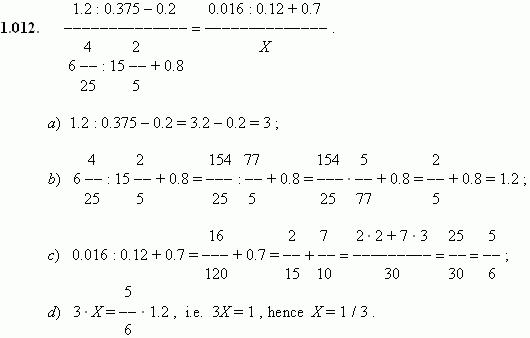 1.2 : 0.375 – 0.2 0.016 : 0.12 + 0.7
1.012. ——————— = ——————— .
4 2 X
6 — : 15 — + 0.8
25 5
a) 1.2 : 0.375 – 0.2 = 3.2 – 0.2 = 3 ;
4 2 154 77 154 5 2
b) 6 — : 15 — + 0.8 = — : — + 0.8 = — · — + 0.8 = — + 0.8 = 1.2 ;
25 5 25 5 25 77 5
16 2 7 2 · 2 + 7 · 3 25 5
c) 0.016 : 0.12 + 0.7 = — + 0.7 = — + — = ————— = — = — ;
120 15 10 30 30 6
5
d) 3 · X = — · 1.2 , i.e. 3X = 1 , hence X = 1 / 3 .
6